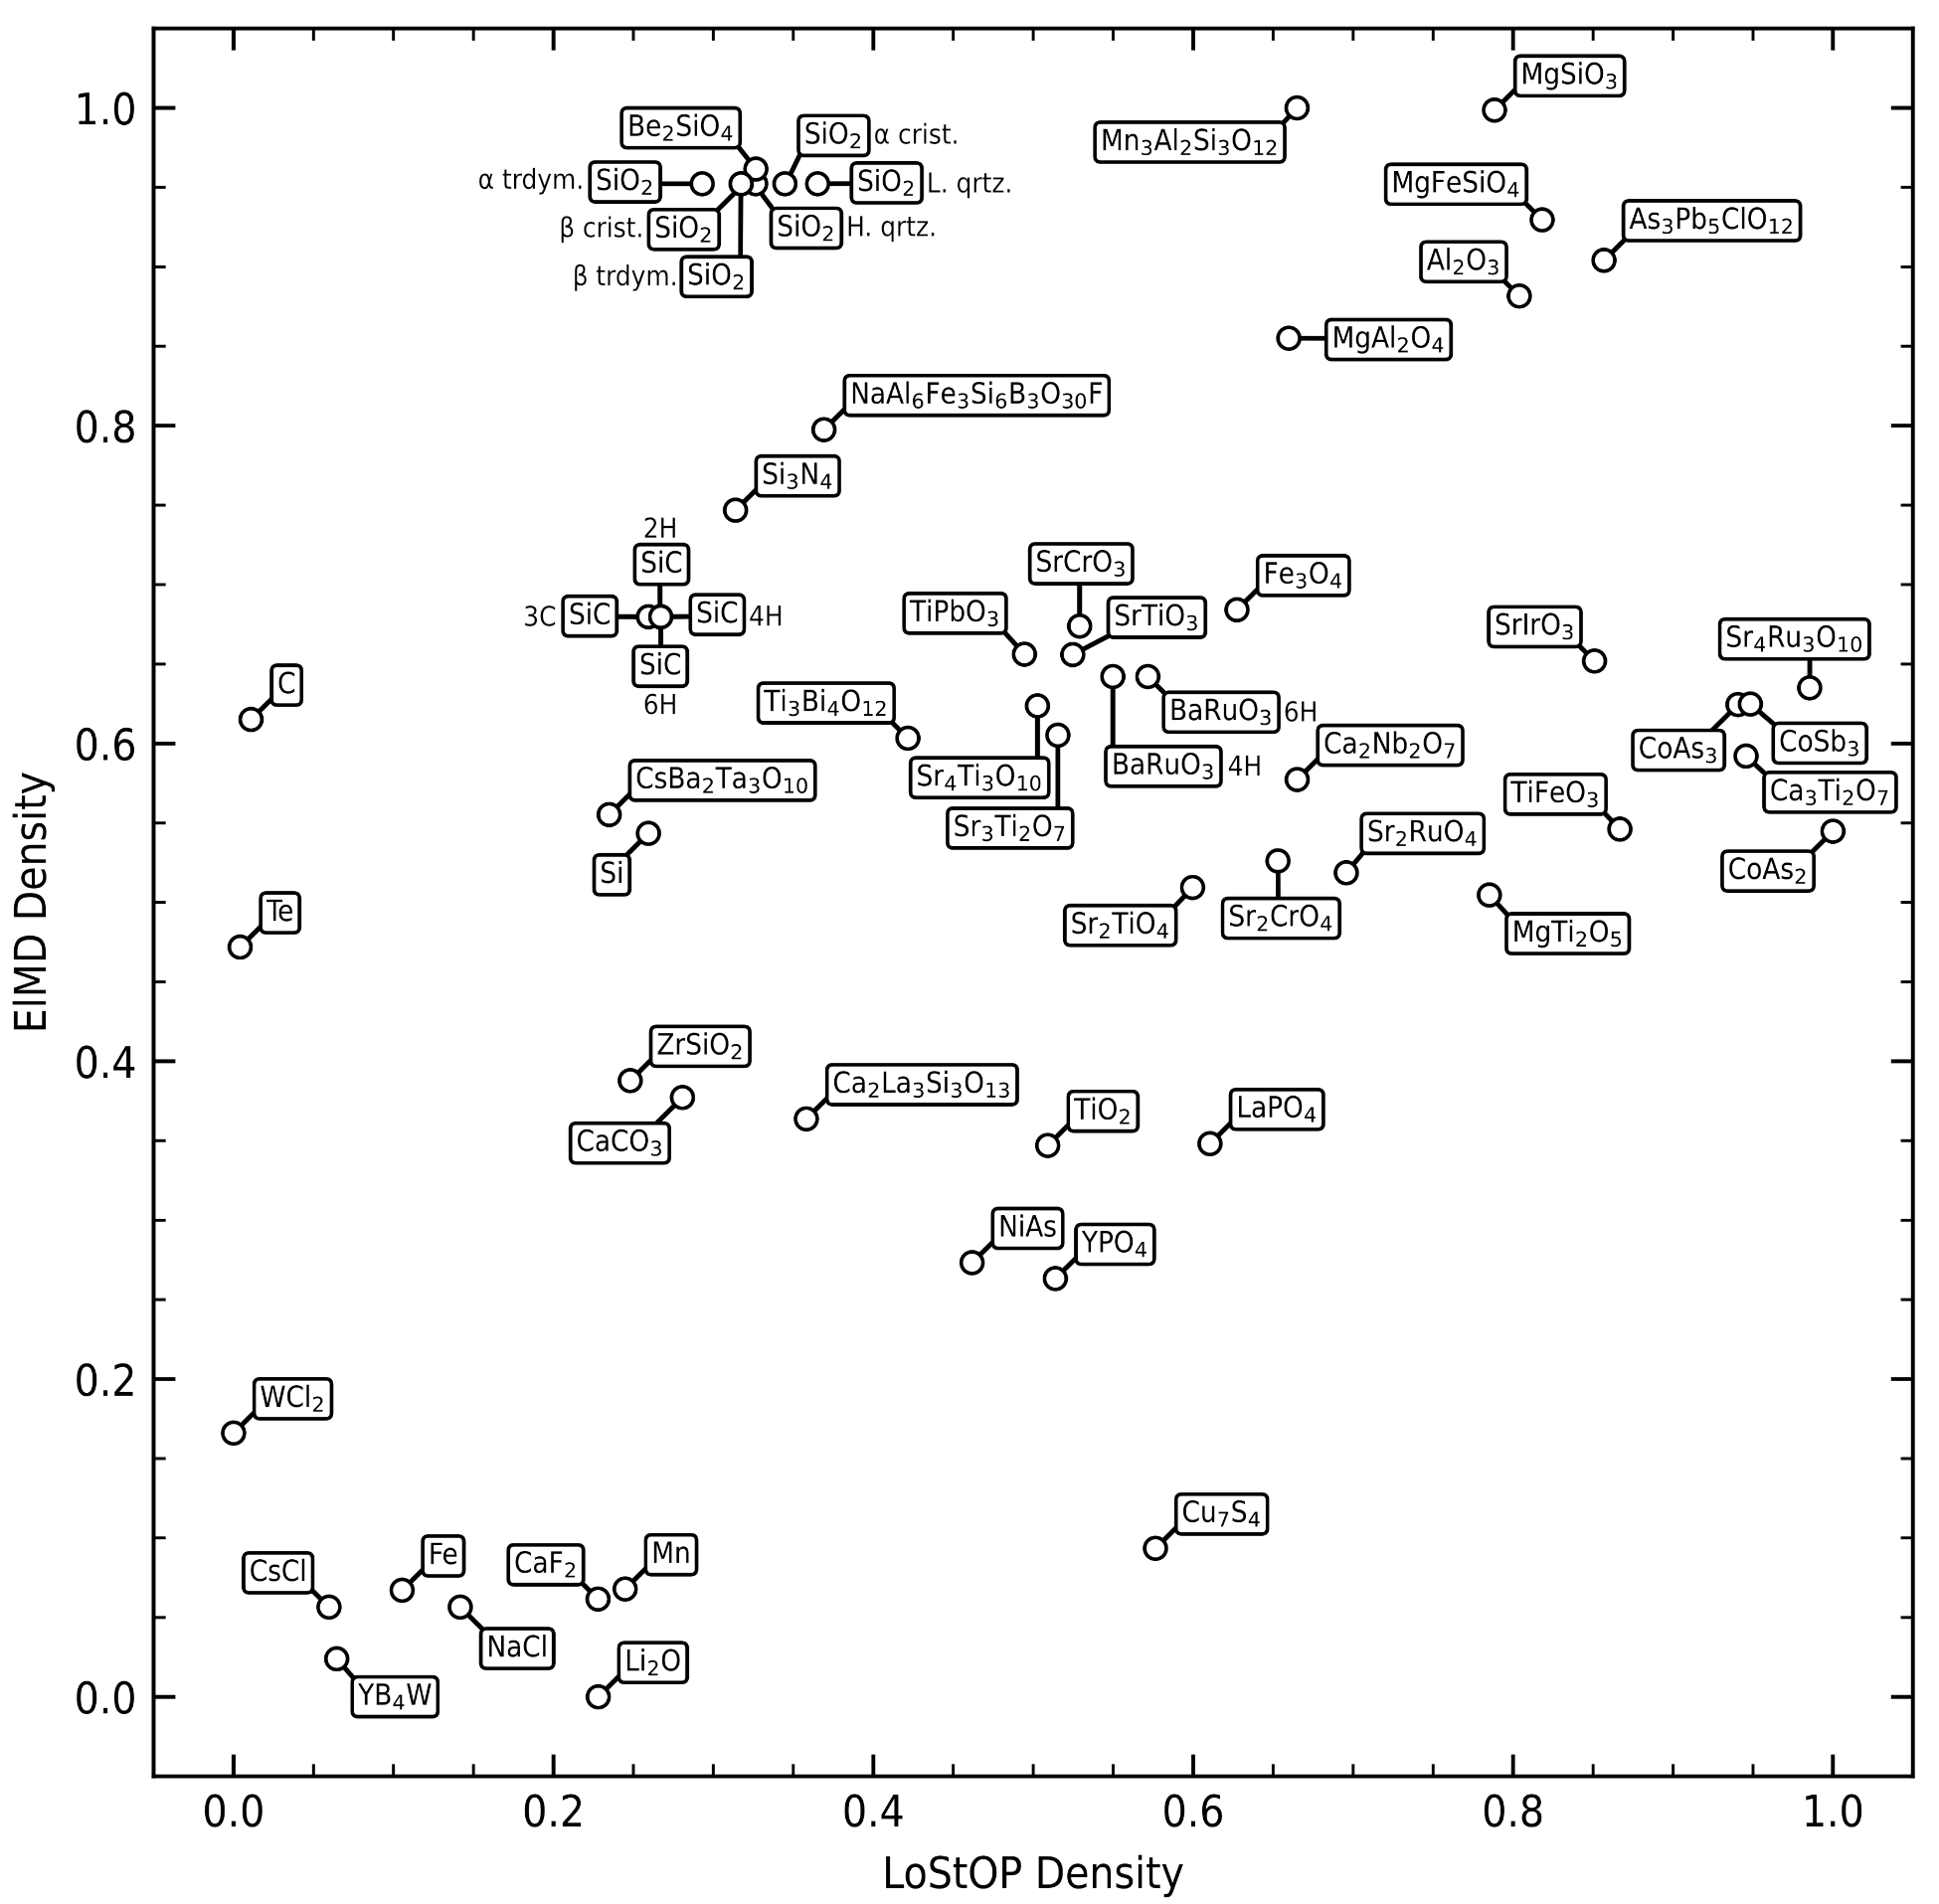 MgSiO₃
1.0
Be₂SiO₄
SiO₂ α crist.
Mn₃Al₂Si₃O₁₂
α trdym. SiO₂
SiO₂ L. qrtz.
MgFeSiO₄
β crist. SiO₂
SiO₂ H. qrtz.
As₃Pb₅ClO₁₂
β trdym. SiO₂
Al₂O₃
MgAl₂O₄
NaAl₆Fe₃Si₆B₃O₃₀F
0.8
Si₃N₄
2H
SiC
SrCrO₃
Fe₃O₄
3C SiC
SiC 4H
TiPbO₃
SrTiO₃
SrIrO₃
Sr₄Ru₃O₁₀
SiC
6H
C
Ti₃Bi₄O₁₂
BaRuO₃ 6H
0.6
Ca₂Nb₂O₇
CoAs₃
CoSb₃
CsBa₂Ta₃O₁₀
Sr₄Ti₃O₁₀
BaRuO₃ 4H
TiFeO₃
Ca₃Ti₂O₇
Sr₃Ti₂O₇
Sr₂RuO₄
Si
CoAs₂
Te
Sr₂TiO₄
Sr₂CrO₄
MgTi₂O₅
EIMD Density
ZrSiO₂
0.4
Ca₂La₃Si₃O₁₃
TiO₂
LaPO₄
CaCO₃
NiAs
YPO₄
0.2
WCl₂
Cu₇S₄
CsCl
Fe
CaF₂
Mn
NaCl
Li₂O
YB₄W
0.0
0.0 0.2 0.4 0.6 0.8 1.0
LoStOP Density